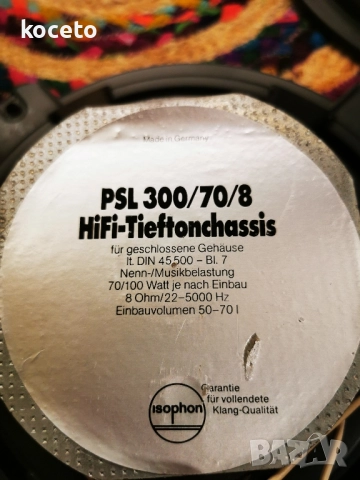 koceto
Made in Germany
PSL 300/70/8
HiFi-Tieftonchassis
für geschlossene Gehäuse
lt. DIN 45500 – Bl. 7
Nenn-/Musikbelastung
70/100 Watt je nach Einbau
8 Ohm/22-5000 Hz
Einbauvolumen 50-70 l
isophon
Garantie
für vollendete
Klang-Qualität
BAZAR